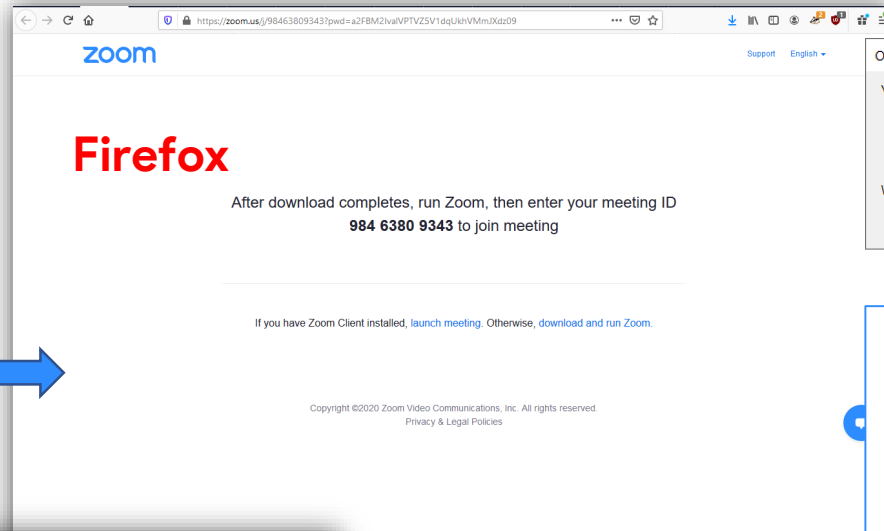 https://zoom.us/j/98463809343?pwd=a2FBM2IvalVPTVZ5V1dqUkhVMmJXdz09
zoom
Support English
Firefox
After download completes, run Zoom, then enter your meeting ID
984 6380 9343 to join meeting
If you have Zoom Client installed, launch meeting. Otherwise, download and run Zoom.
Copyright ©2020 Zoom Video Communications, Inc. All rights reserved.
Privacy & Legal Policies